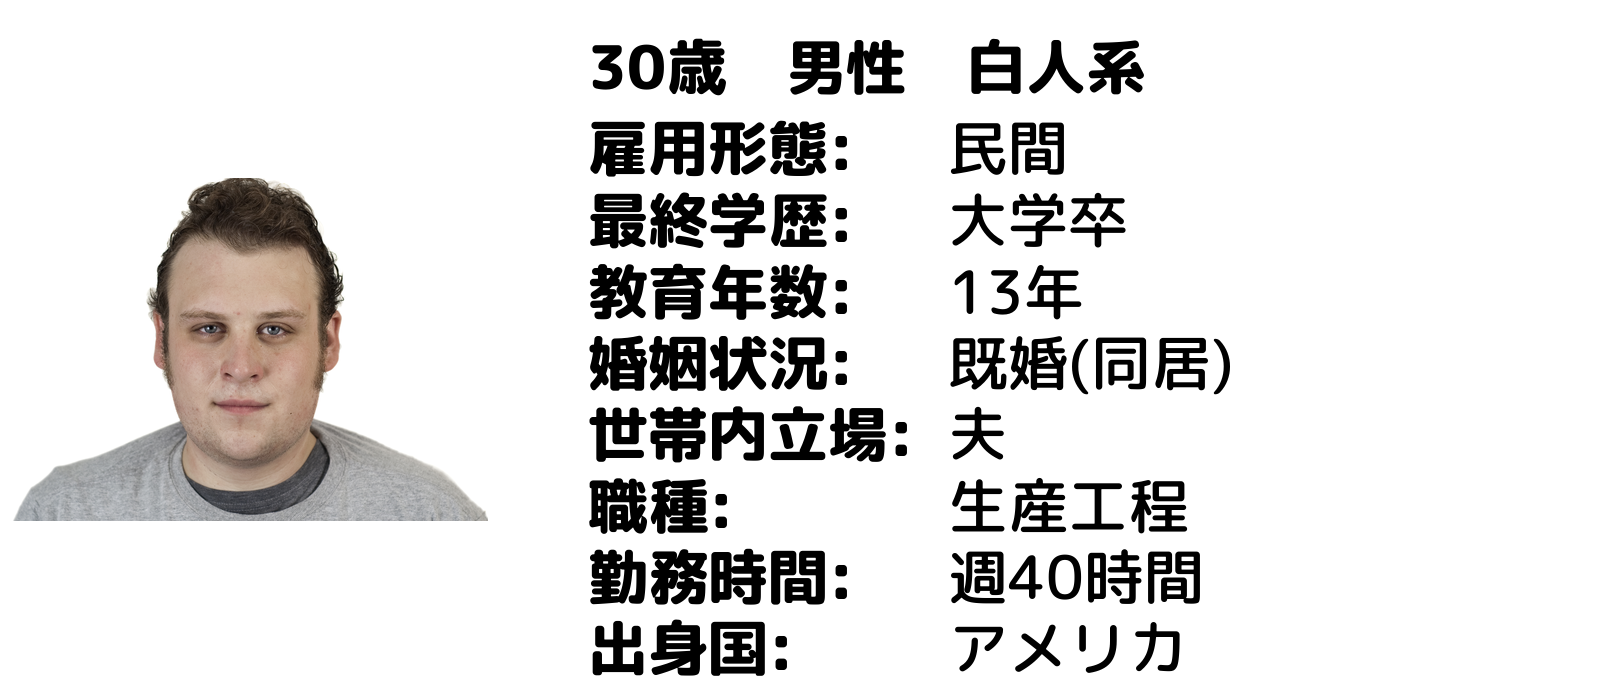 30歳　男性　白人系
雇用形態:　民間
最終学歴:　大学卒
教育年数:　13年
婚姻状況:　既婚(同居)
世帯内立場:　夫
職種:　生産工程
勤務時間:　週40時間
出身国:　アメリカ